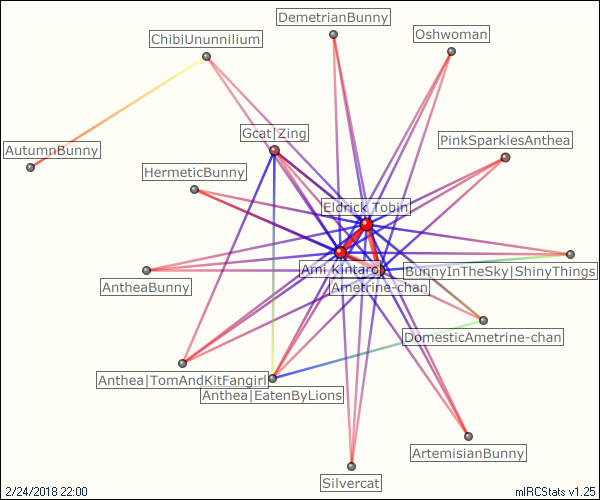 DemetrianBunny
Oshwoman
ChibiUnunnilium
Gcat|Zing
PinkSparklesAnthea
AutumnBunny
HermeticBunny
Eldrick Tobin
Ami Kintaro
BunnyInTheSky|ShinyThings
AntheaBunny
Ametrine-chan
DomesticAmetrine-chan
Anthea|TomAndKitFangirl
Anthea|EatenByLions
ArtemisianBunny
Silvercat
2/24/2018 22:00
mIRCStats v1.25